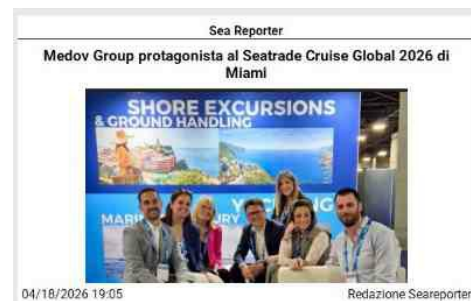 Sea Reporter
Medov Group protagonista al Seatrade Cruise Global 2026 di
Miami
SHORE EXCURSIONS
& GROUND HANDLING
04/18/2026 19:05
Redazione Seareporter